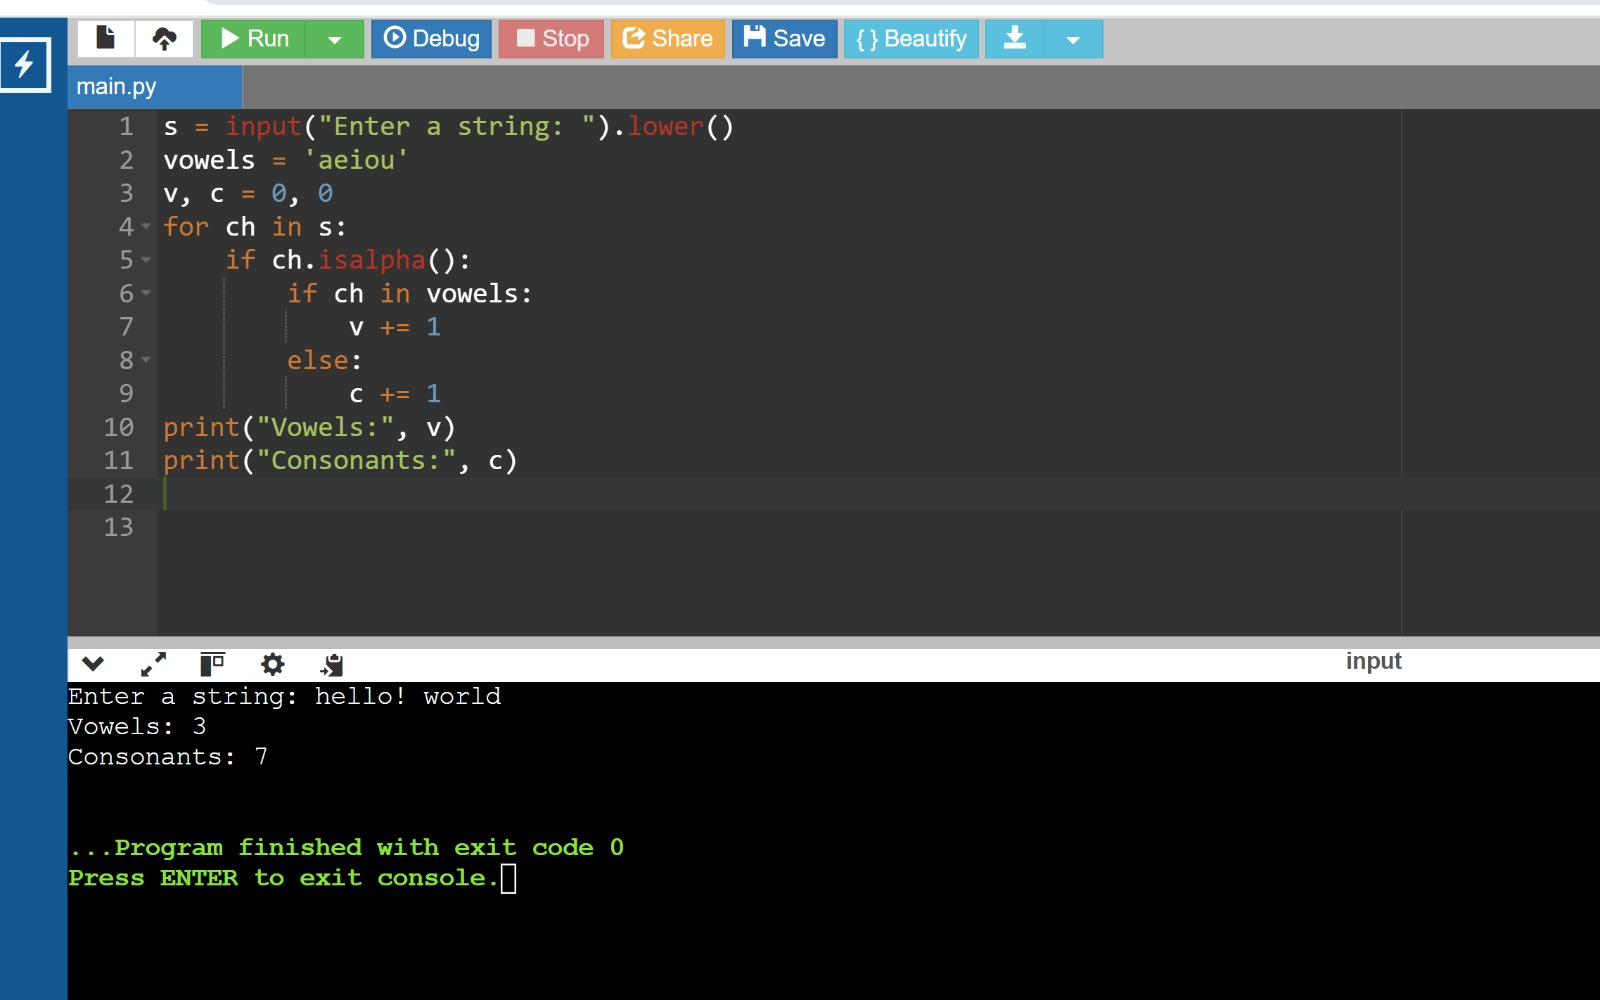 Run Debug Stop Share Save { } Beautify
main.py
1 s = input("Enter a string: ").lower()
2 vowels = 'aeiou'
3 v, c = 0, 0
4 for ch in s:
5     if ch.isalpha():
6         if ch in vowels:
7             v += 1
8         else:
9             c += 1
10 print("Vowels:", v)
11 print("Consonants:", c)
12
13
input
Enter a string: hello! world
Vowels: 3
Consonants: 7
...Program finished with exit code 0
Press ENTER to exit console.